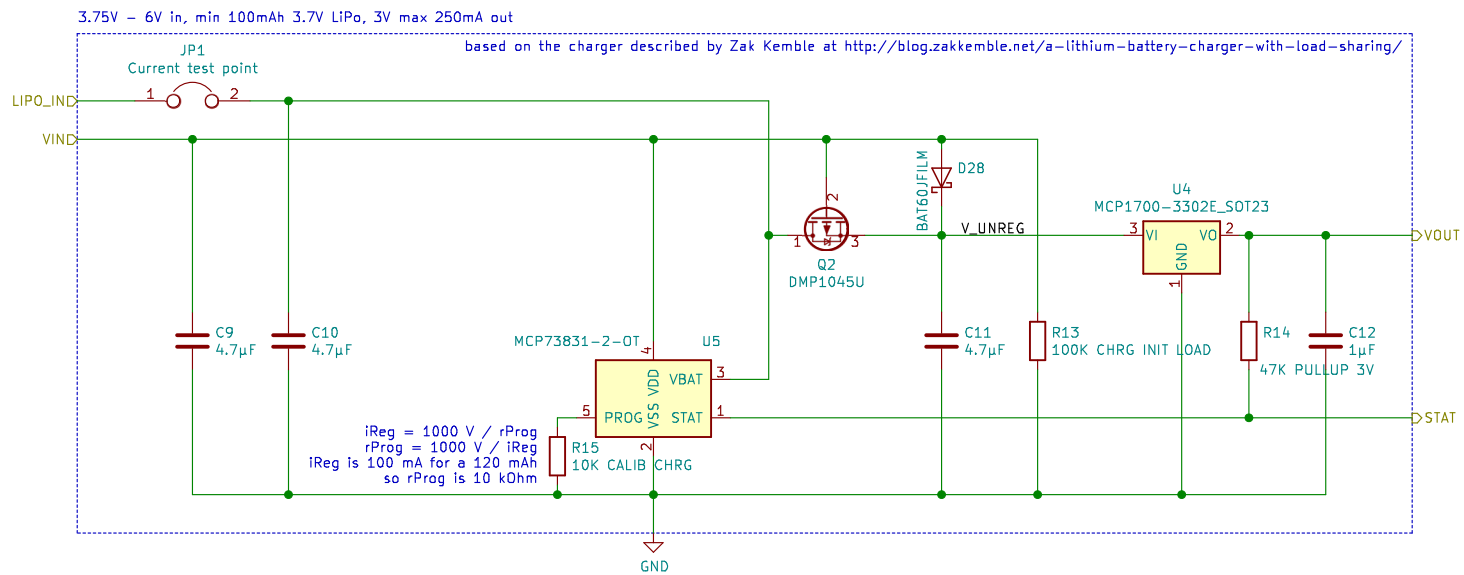 3.75V - 6V in, min 100mAh 3.7V LiPo, 3V max 250mA out
based on the charger described by Zak Kemble at http://blog.zakkemble.net/a-lithium-battery-charger-with-load-sharing/
JP1
Current test point
LIPO_IN
1
2
VIN
BAT60JFILM
D28
2
1
3
Q2
DMP1045U
V_UNREG
U4
MCP1700-3302E_SOT23
3
VI
VO
2
GND
1
VOUT
C9
4.7µF
C10
4.7µF
MCP73831-2-OT
U5
4
VDD
VBAT
3
5
PROG
VSS
STAT
1
2
C11
4.7µF
R13
100K CHRG INIT LOAD
R14
47K PULLUP 3V
C12
1µF
STAT
iReg = 1000 V / rProg
rProg = 1000 V / iReg
iReg is 100 mA for a 120 mAh
so rProg is 10 kOhm
R15
10K CALIB CHRG
GND